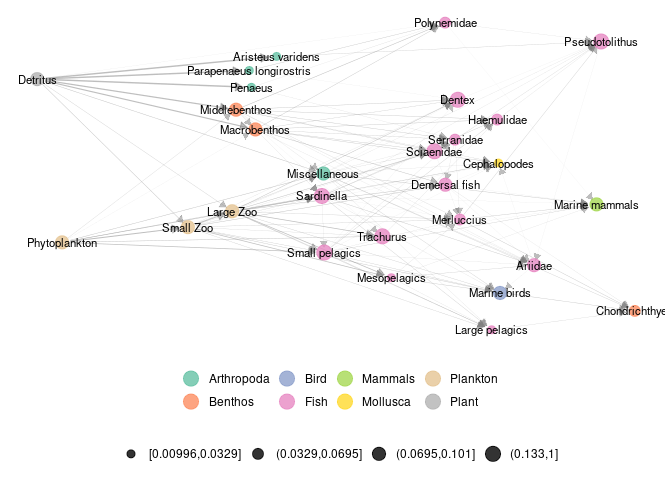 Polynemidae
Pseudotolithus
Aristeus varidens
Parapenaeus longirostris
Detritus
Penaeus
Dentex
Middlebenthos
Haemulidae
Macrobenthos
Serranidae
Sciaenidae
Cephalopodes
Miscellaneous
Demersal fish
Sardinella
Marine mammals
Large Zoo
Merluccius
Small Zoo
Trachurus
Phytoplankton
Small pelagics
Ariidae
Mesopelagics
Marine birds
Chondrichthye
Large pelagics
Arthropoda Bird Mammals Plankton
Benthos Fish Mollusca Plant
[0.00996,0.0329] (0.0329,0.0695] (0.0695,0.101] (0.133,1]